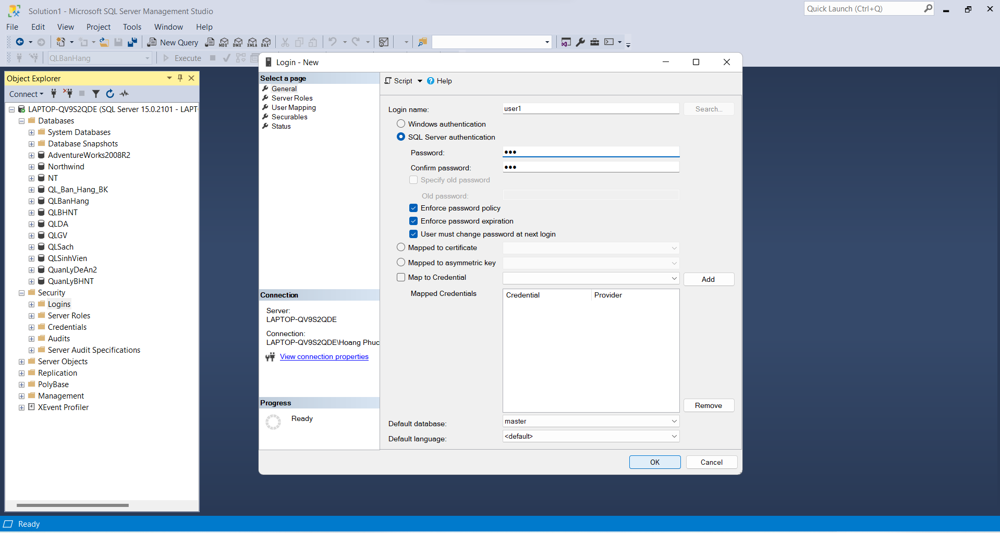 Solution1 - Microsoft SQL Server Management Studio
Quick Launch (Ctrl+Q)
File Edit View Project Tools Window Help
New Query MDX DMX XMLA DAX
QLBanHang Execute
Object Explorer
Connect
LAPTOP-QV9S2QDE (SQL Server 15.0.2101 - LAPT
Databases
System Databases
Database Snapshots
AdventureWorks2008R2
Northwind
NT
QL_Ban_Hang_BK
QLBanHang
QLBHNT
QLDA
QLGV
QLSach
QLSinhVien
QuanLyDeAn2
QuanLyBHNT
Security
Logins
Server Roles
Credentials
Audits
Server Audit Specifications
Server Objects
Replication
PolyBase
Management
XEvent Profiler
Login - New
Select a page
General
Server Roles
User Mapping
Securables
Status
Connection
Server:
LAPTOP-QV9S2QDE
Connection:
LAPTOP-QV9S2QDE\Hoang Phuc
View connection properties
Progress
Ready
Script Help
Login name: user1 Search...
Windows authentication
SQL Server authentication
Password: ●●●
Confirm password: ●●●
Specify old password
Old password:
Enforce password policy
Enforce password expiration
User must change password at next login
Mapped to certificate
Mapped to asymmetric key
Map to Credential Add
Mapped Credentials Credential Provider
Remove
Default database: master
Default language: <default>
OK Cancel
Ready